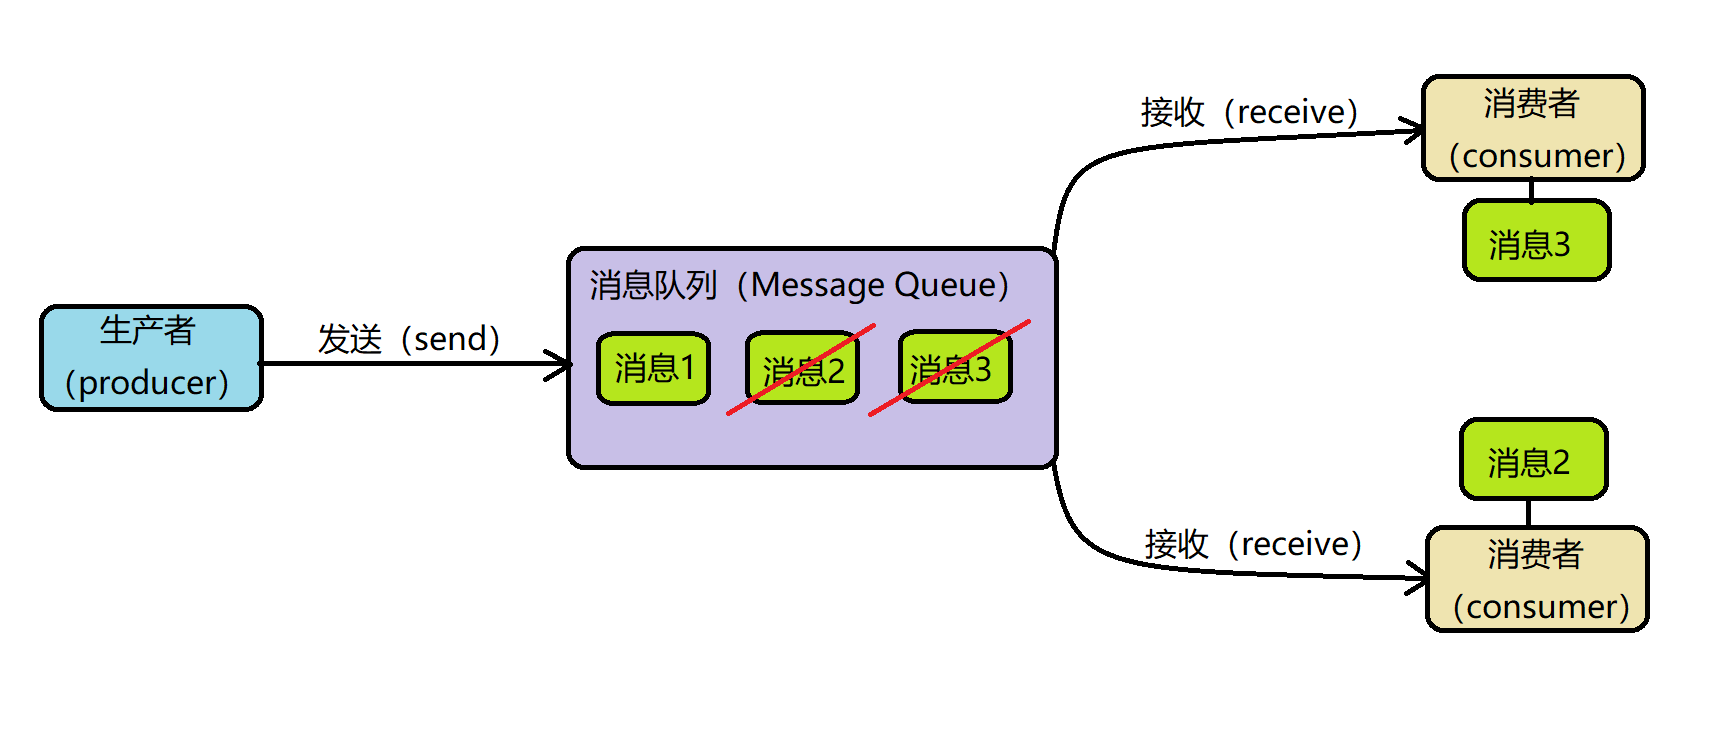 生产者
（producer）
发送（send）
消息队列（Message Queue）
消息1
消息2
消息3
接收（receive）
消费者
（consumer）
消息3
接收（receive）
消息2
消费者
（consumer）